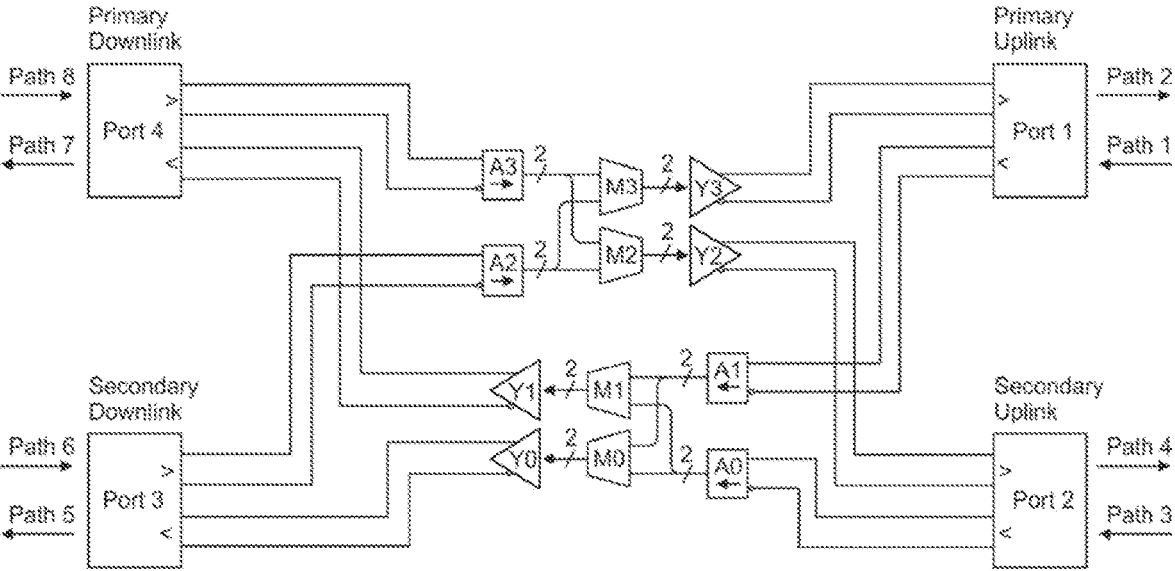 Primary
Downlink
Primary
Uplink
Path 8
Path 2
Port 4
Port 1
Path 7
Path 1
>
<
>
<
A3
2
M3
2
Y3
A2
2
M2
2
Y2
Y1
2
M1
2
A1
Y0
2
M0
2
A0
Secondary
Downlink
Secondary
Uplink
Path 6
Path 4
Port 3
Port 2
Path 5
Path 3
>
<
>
<